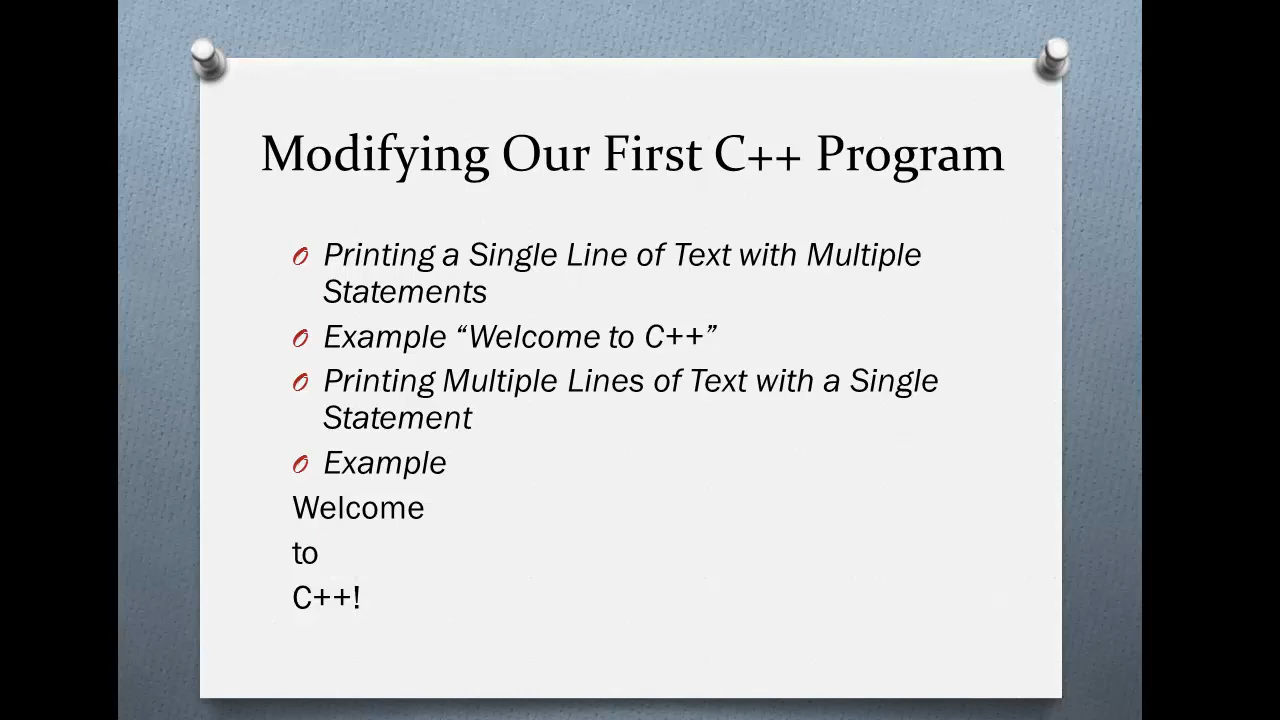 Modifying Our First C++ Program
Printing a Single Line of Text with Multiple
Statements
Example “Welcome to C++”
Printing Multiple Lines of Text with a Single
Statement
Example
Welcome
to
C++!